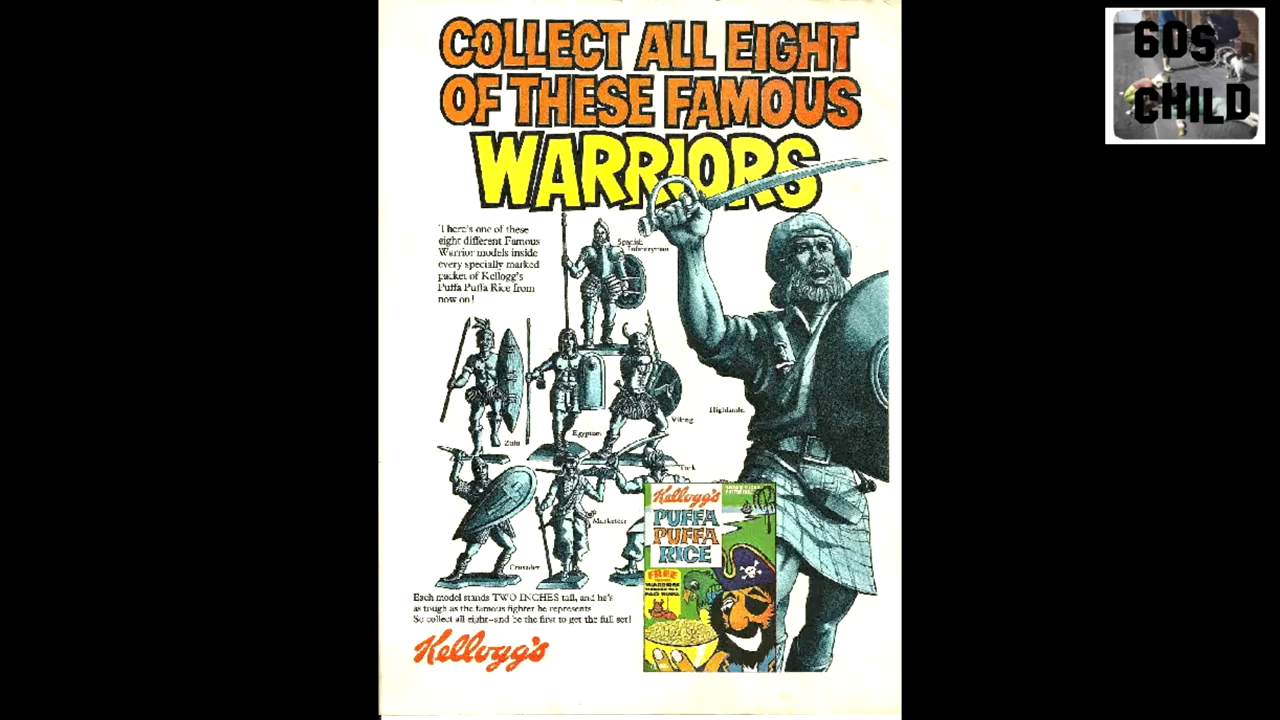 COLLECT ALL EIGHT
OF THESE FAMOUS
WARRIORS
60S
CHILD
There's one of these
eight different Famous
Warrior models inside
every specially marked
packet of Kellogg's
Puffa Puffa Rice from
now on!
Spanish
Infantryman
Zulu
Egyptian
Viking
Highlander
Turk
Musketeer
Crusader
Kellogg's
PUFFA
PUFFA
RICE
FREE
WARRIORS
Each model stands TWO INCHES tall, and he's
as tough as the famous fighter he represents
So collect all eight–and be the first to get the full set!
Kellogg's